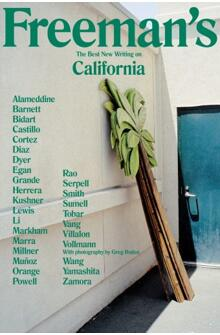 Freeman's
The Best New Writing on
California
Alameddine
Barnett
Bidart
Castillo
Cortez
Díaz
Dyer
Egan
Grande
Herrera
Kushner
Lewis
Li
Markham
Marra
Millner
Muñoz
Orange
Powell
Rao
Serpell
Smith
Sumell
Tobar
Vang
Villalon
Vollmann
With photography by
Wang
Yamashita
Zamora